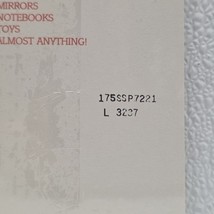 MIRRORS
NOTEBOOKS
TOYS
ALMOST ANYTHING!
175SSP7221
L 3237